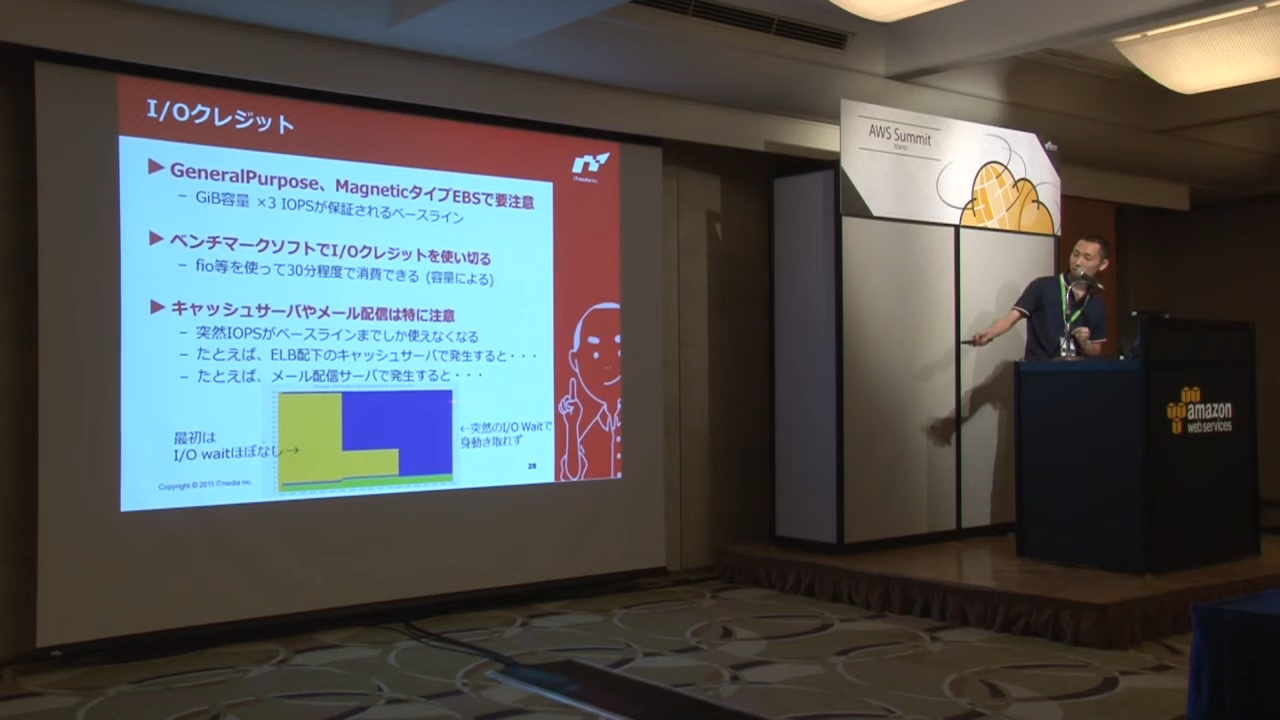 I/Oクレジット
ITmedia Inc.
GeneralPurpose、MagneticタイプEBSで要注意
– GiB容量 ×3 IOPSが保証されるベースライン
ベンチマークソフトでI/Oクレジットを使い切る
– fio等を使って30分程度で消費できる (容量による)
キャッシュサーバやメール配信は特に注意
– 突然IOPSがベースラインまでしか使えなくなる
– たとえば、ELB配下のキャッシュサーバで発生すると・・・
– たとえば、メール配信サーバで発生すると・・・
最初は
I/O waitほぼなし→
←突然のI/O Waitで
身動き取れず
25
Copyright © 2015 ITmedia Inc.
AWS Summit
TOKYO
amazon
web services